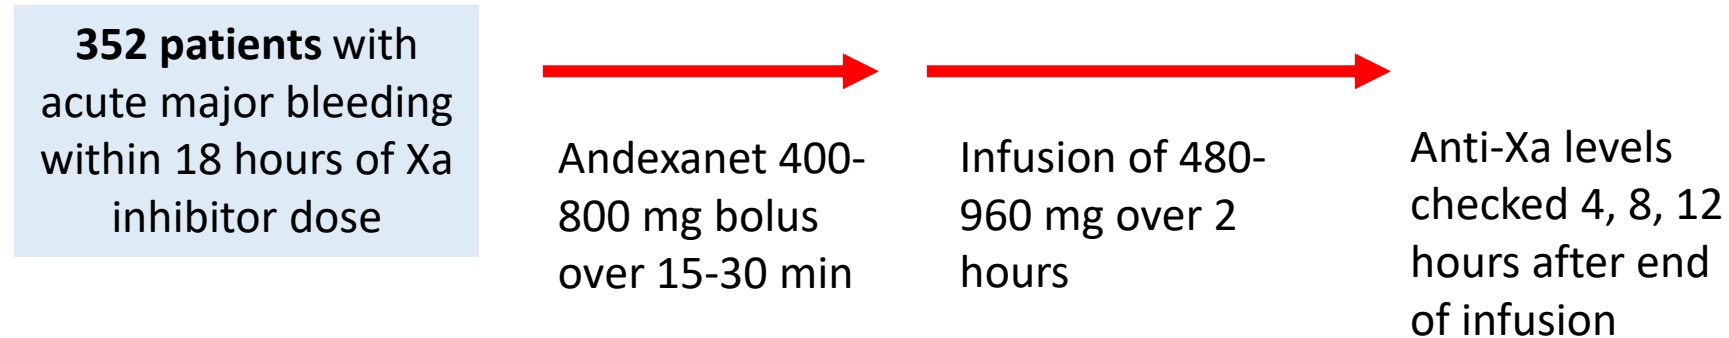 352 patients with
acute major bleeding
within 18 hours of Xa
inhibitor dose
Andexanet 400-
800 mg bolus
over 15-30 min
Infusion of 480-
960 mg over 2
hours
Anti-Xa levels
checked 4, 8, 12
hours after end
of infusion